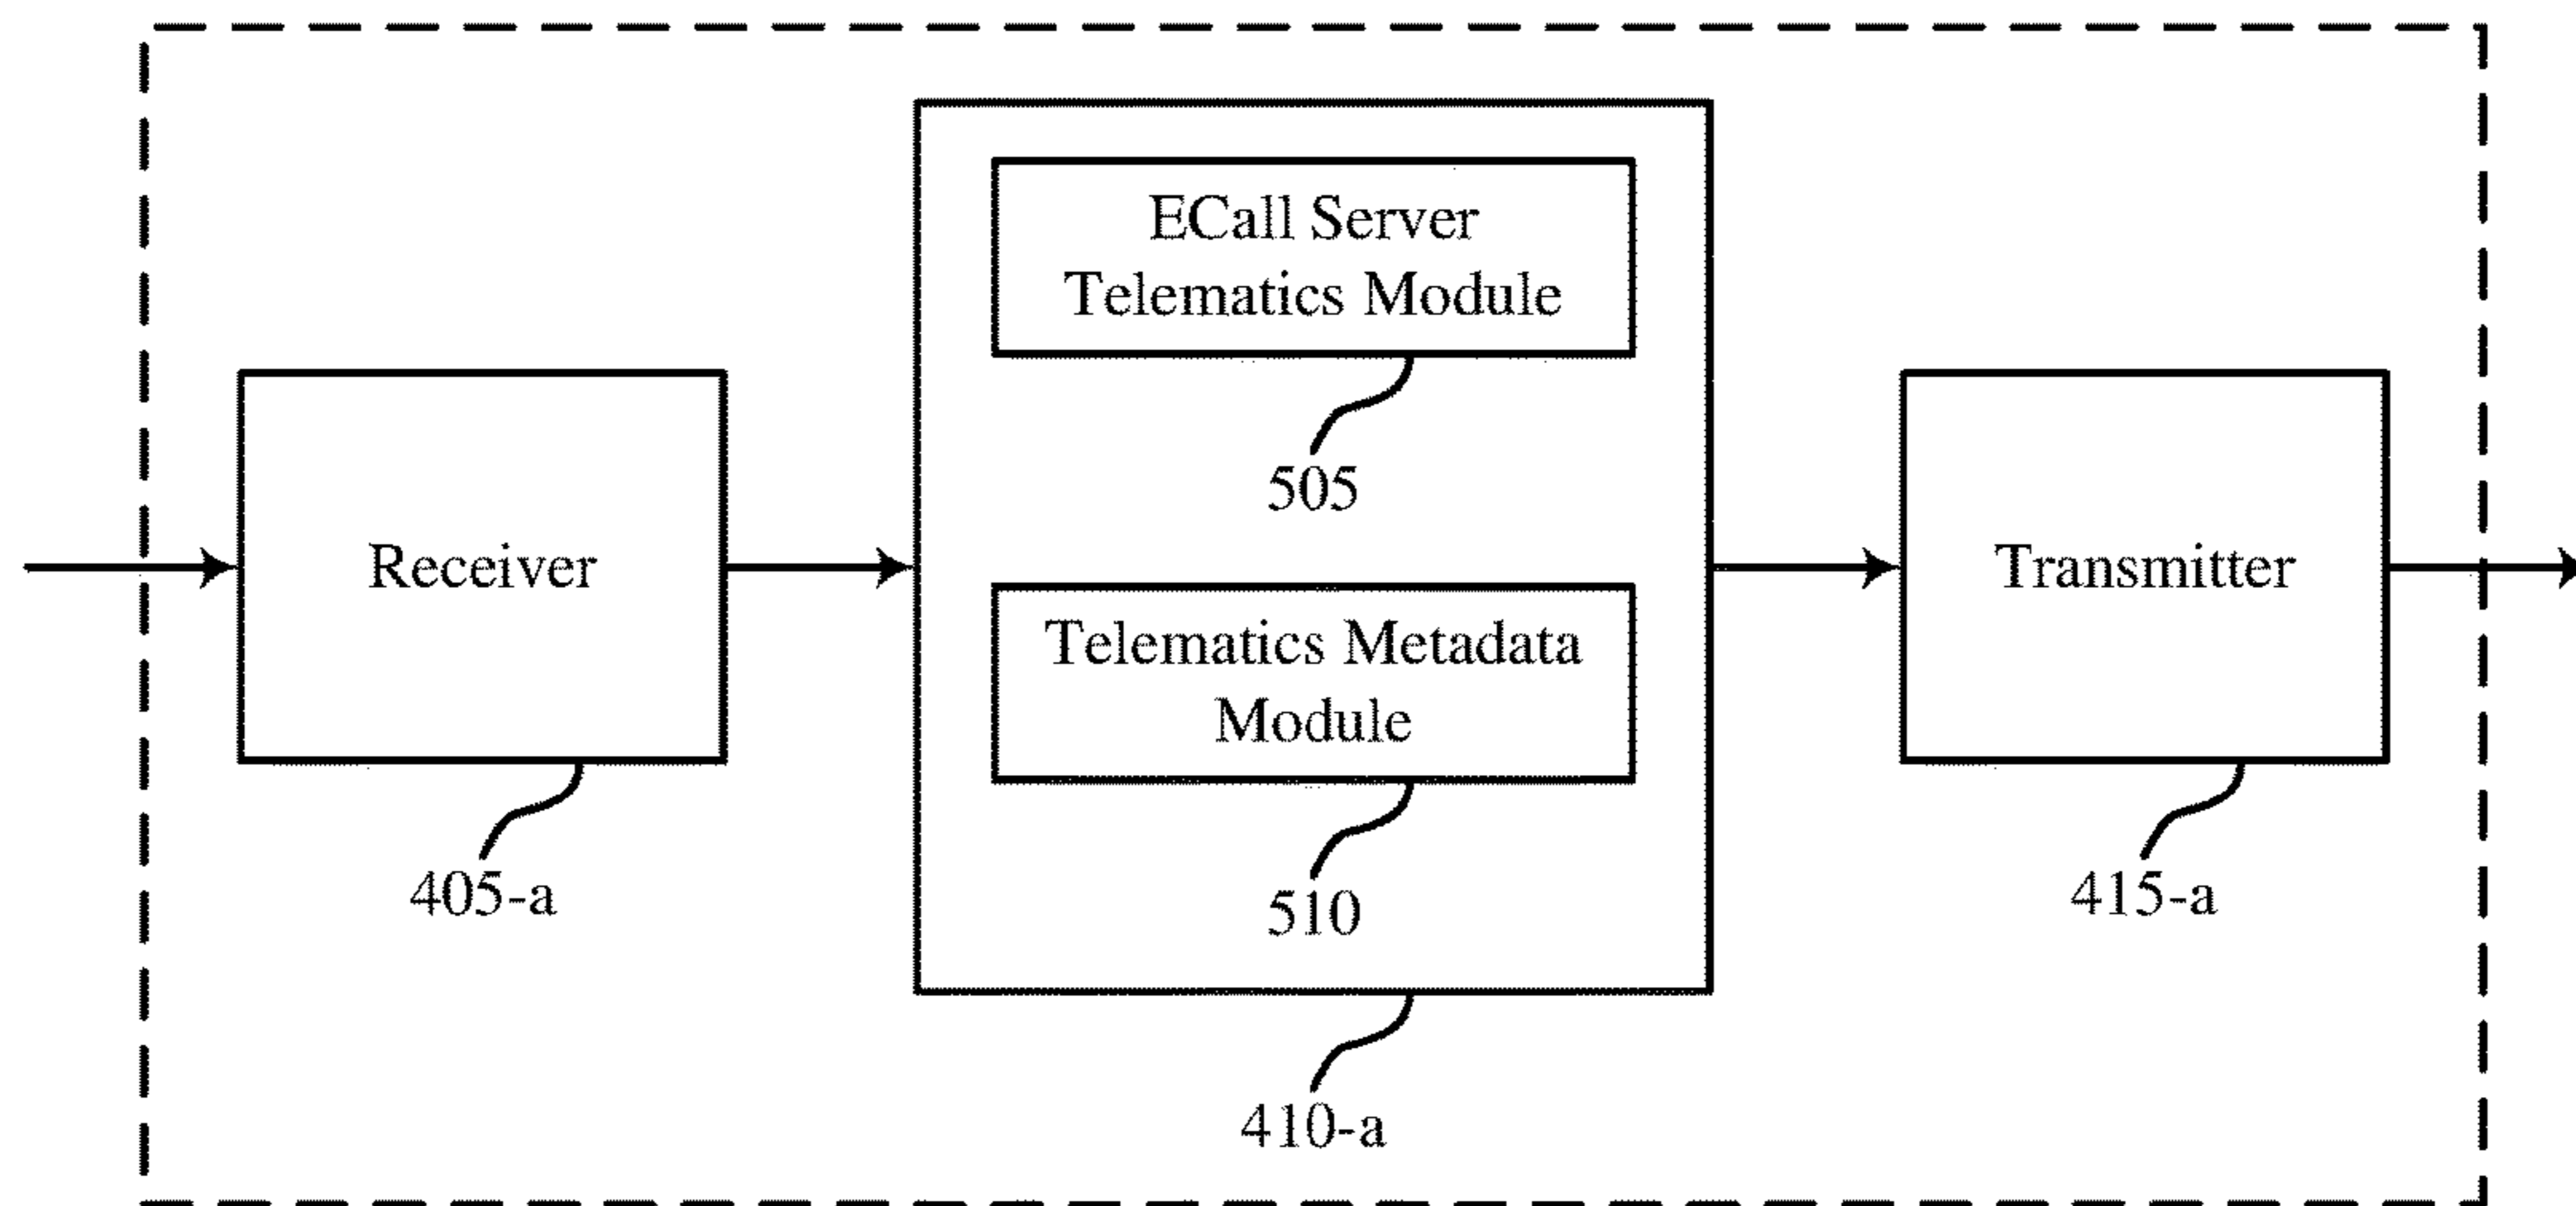 ECall Server
Telematics Module
505
Receiver
Transmitter
Telematics Metadata
Module
405-a
510
415-a
410-a